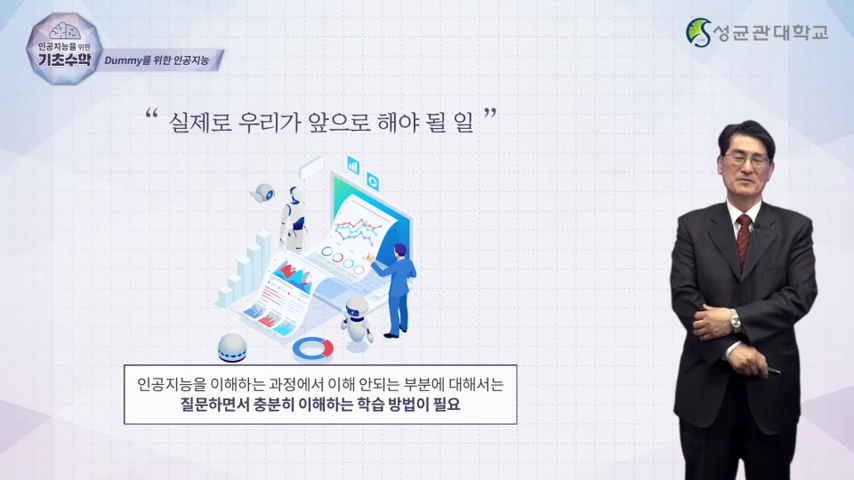 인공지능을 위한
기초수학
Dummy를 위한 인공지능
성균관대학교
“ 실제로 우리가 앞으로 해야 될 일 ”
인공지능을 이해하는 과정에서 이해 안되는 부분에 대해서는
질문하면서 충분히 이해하는 학습 방법이 필요